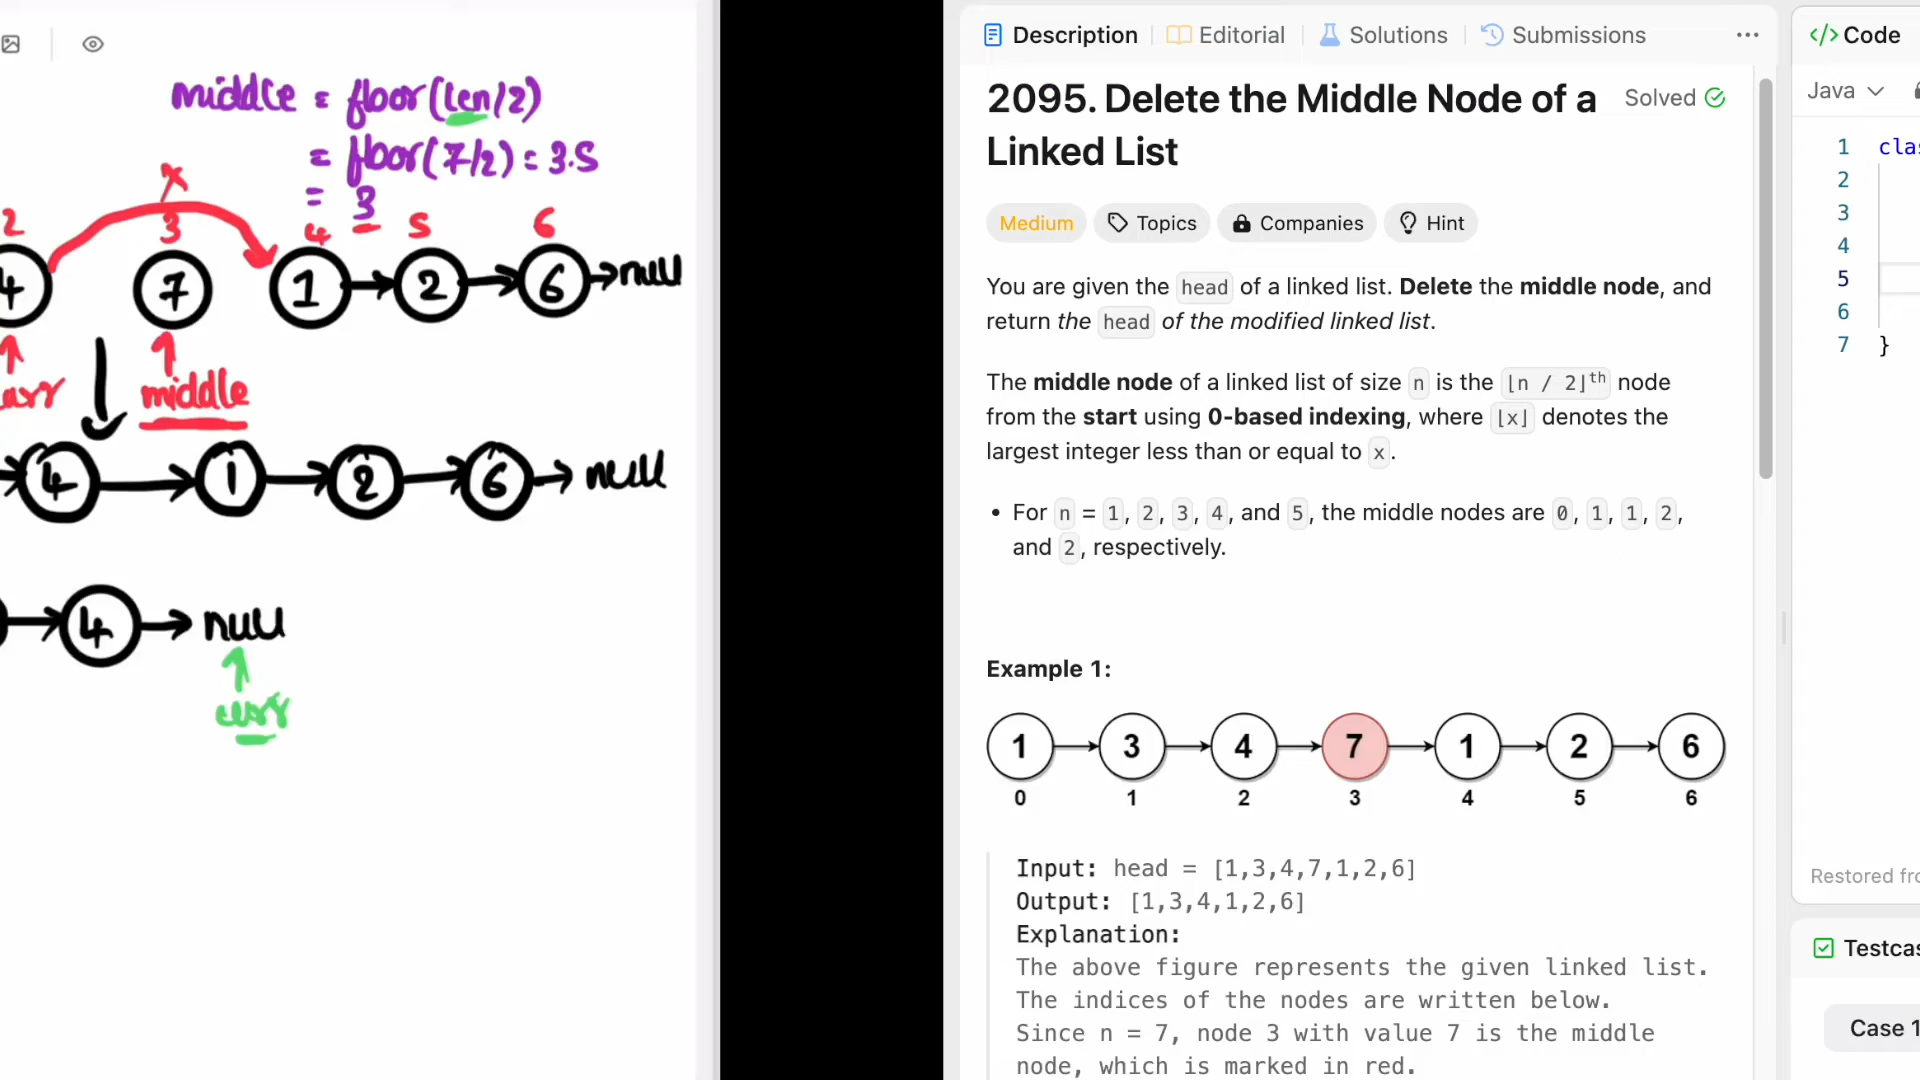 middle = floor(len/2)
= floor(7/2) = 3.5
= 3
x
2 3 4 5 6
4 7 1 2 6 null
middle
4 1 2 6 null
4 null
curr
Description
Editorial
Solutions
Submissions
2095. Delete the Middle Node of a
Linked List
Solved
Medium Topics Companies Hint
You are given the head of a linked list. Delete the middle node, and
return the head of the modified linked list.
The middle node of a linked list of size n is the ⌊n / 2⌋th node
from the start using 0-based indexing, where ⌊x⌋ denotes the
largest integer less than or equal to x.
• For n = 1, 2, 3, 4, and 5, the middle nodes are 0, 1, 1, 2,
and 2, respectively.
Example 1:
1 3 4 7 1 2 6
0 1 2 3 4 5 6
Input: head = [1,3,4,7,1,2,6]
Output: [1,3,4,1,2,6]
Explanation:
The above figure represents the given linked list.
The indices of the nodes are written below.
Since n = 7, node 3 with value 7 is the middle
node, which is marked in red.
</> Code
Java
1 clas
2
3
4
5
6
7 }
Restored fro
Testcas
Case 1